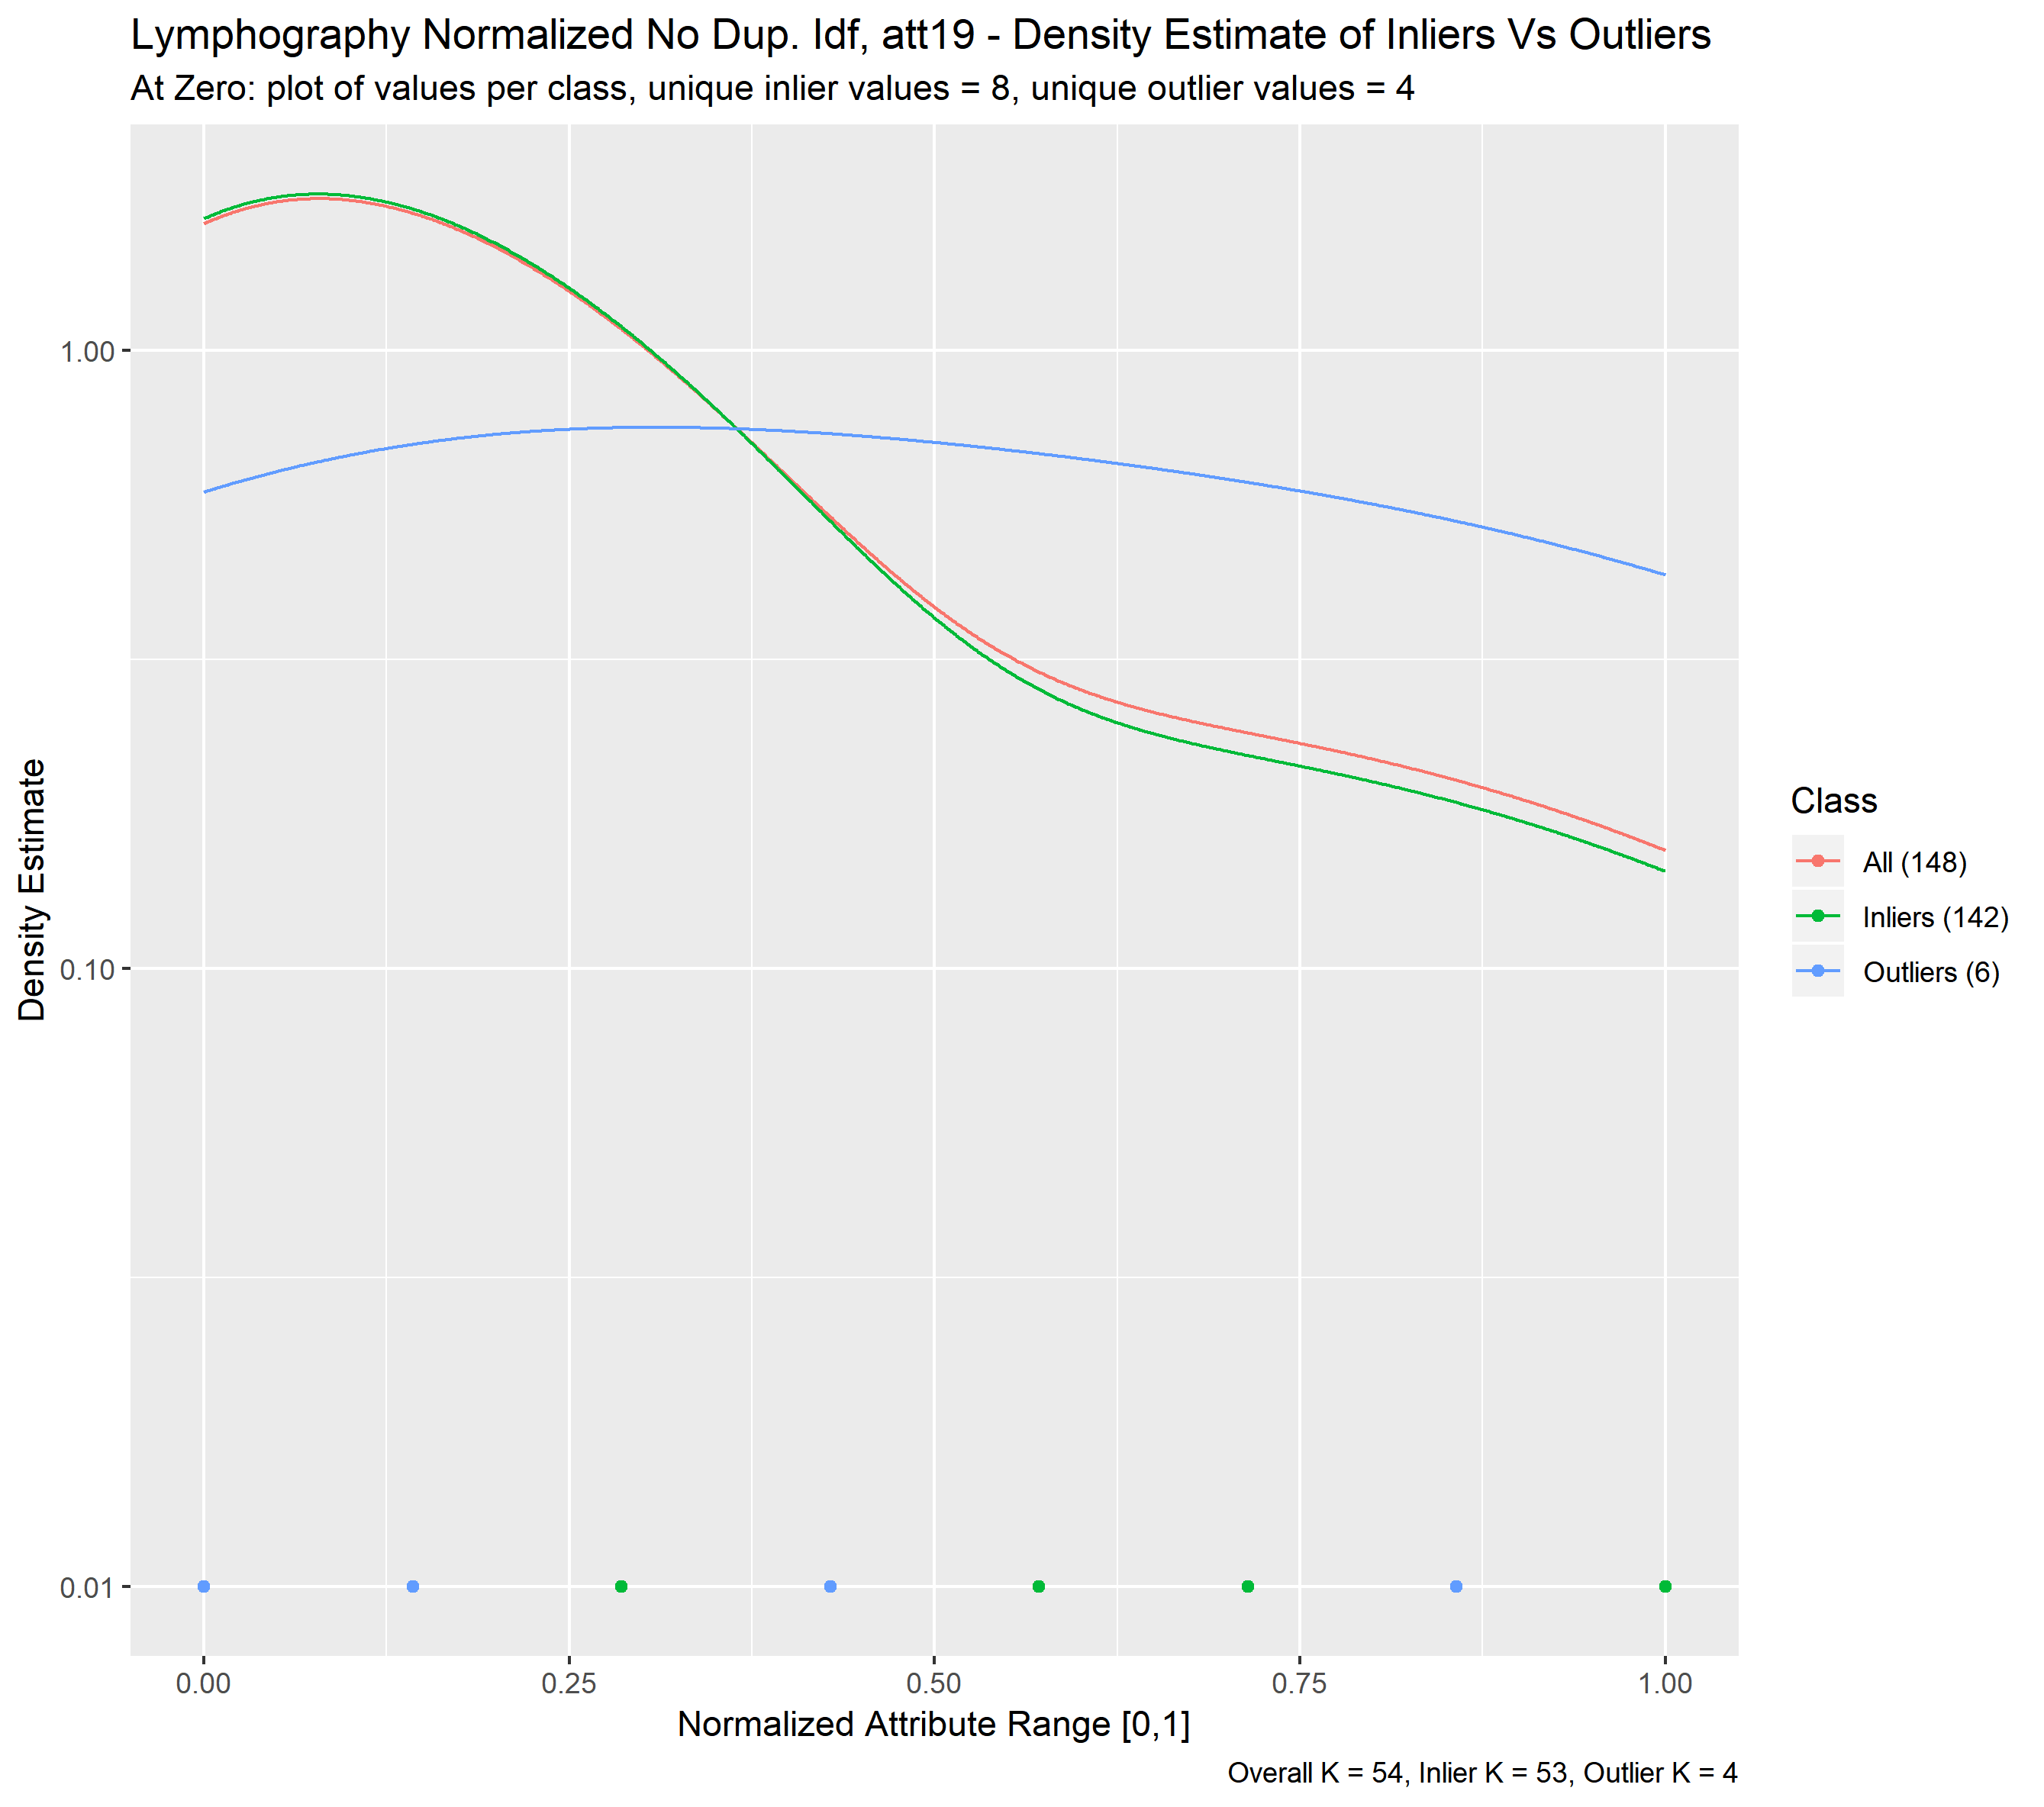 Lymphography Normalized No Dup. Idf, att19 - Density Estimate of Inliers Vs Outliers
At Zero: plot of values per class, unique inlier values = 8, unique outlier values = 4
1.00
0.10
0.01
Density Estimate
0.00
0.25
0.50
0.75
1.00
Normalized Attribute Range [0,1]
Overall K = 54, Inlier K = 53, Outlier K = 4
Class
All (148)
Inliers (142)
Outliers (6)